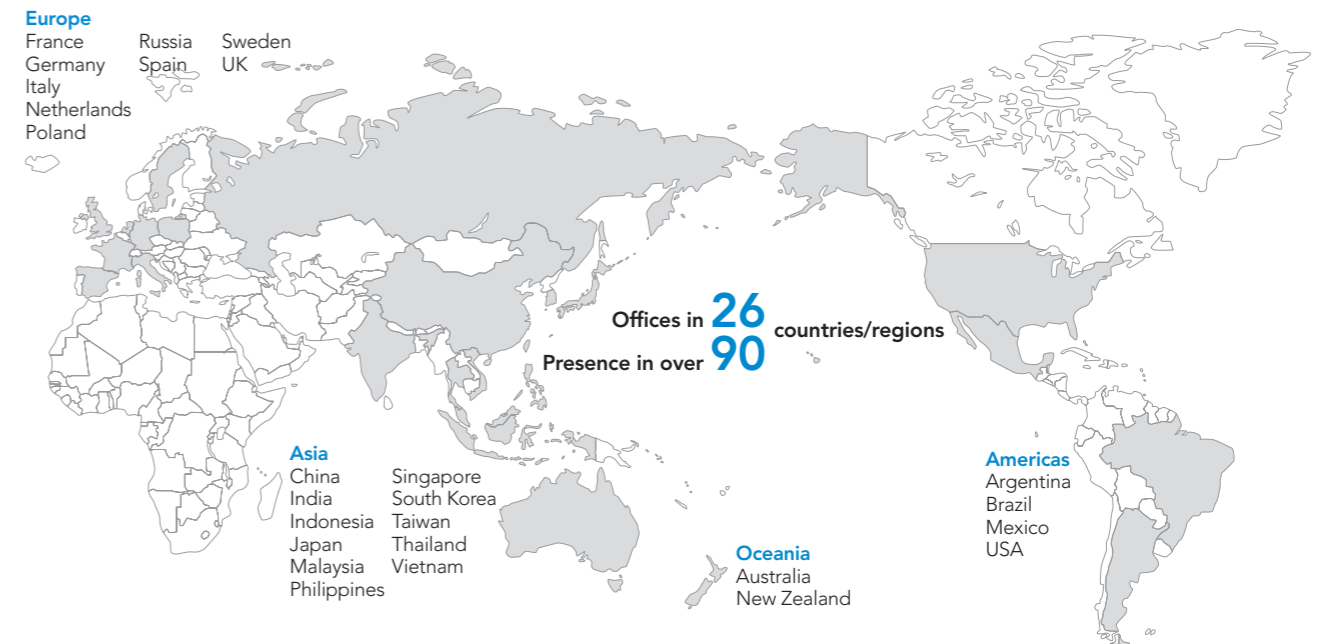 Europe
France Russia Sweden
Germany Spain UK
Italy
Netherlands
Poland
Offices in 26
countries/regions
Presence in over 90
Asia
China Singapore
India South Korea
Indonesia Taiwan
Japan Thailand
Malaysia Vietnam
Philippines
Oceania
Australia
New Zealand
Americas
Argentina
Brazil
Mexico
USA